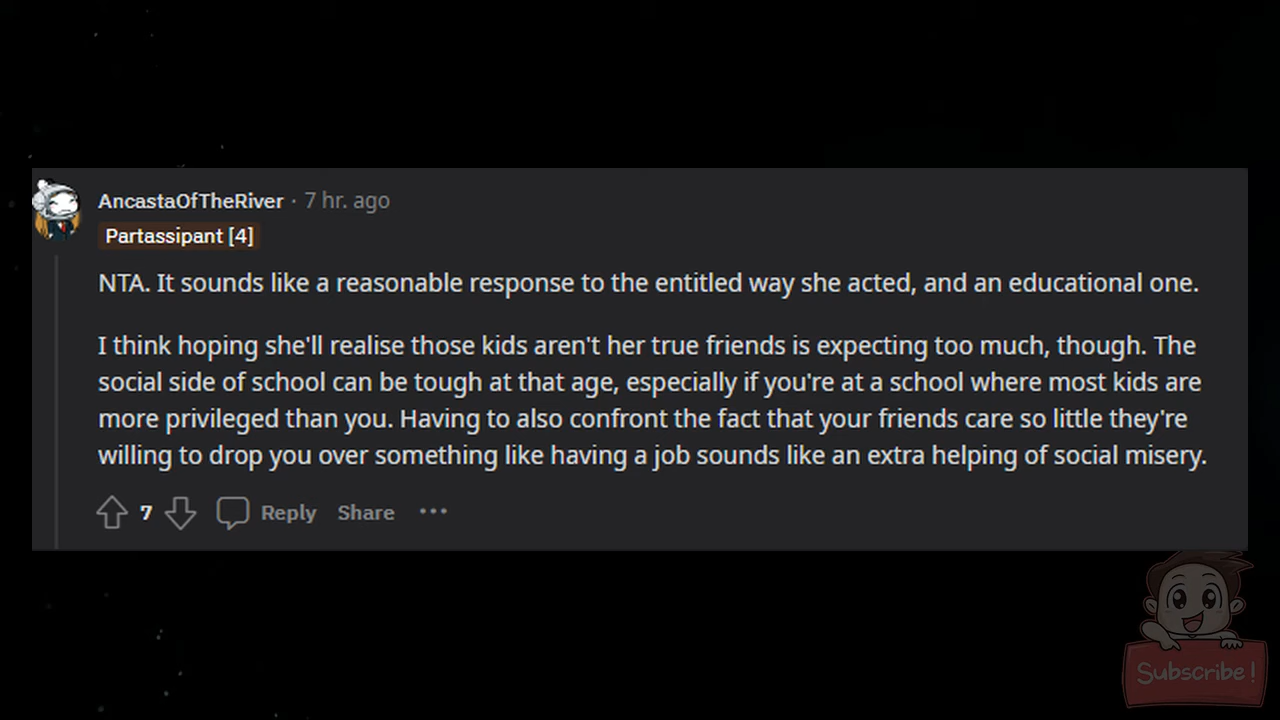 AncastaOfTheRiver · 7 hr. ago
Partassipant [4]
NTA. It sounds like a reasonable response to the entitled way she acted, and an educational one.
I think hoping she'll realise those kids aren't her true friends is expecting too much, though. The
social side of school can be tough at that age, especially if you're at a school where most kids are
more privileged than you. Having to also confront the fact that your friends care so little they're
willing to drop you over something like having a job sounds like an extra helping of social misery.
7 Reply Share ···
Subscribe!